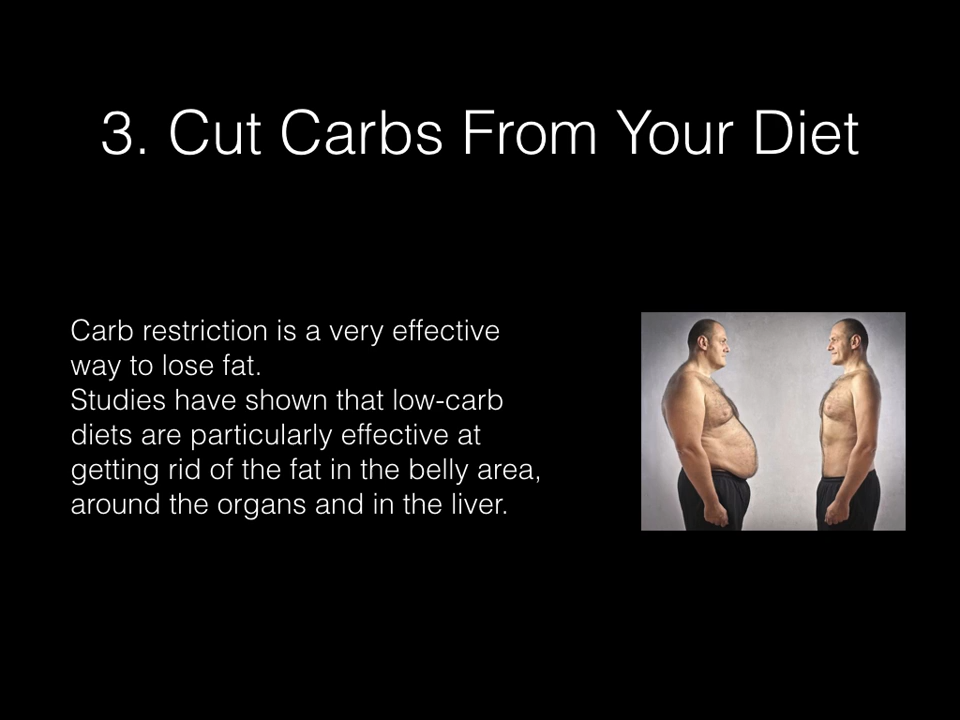 3. Cut Carbs From Your Diet
Carb restriction is a very effective
way to lose fat.
Studies have shown that low-carb
diets are particularly effective at
getting rid of the fat in the belly area,
around the organs and in the liver.